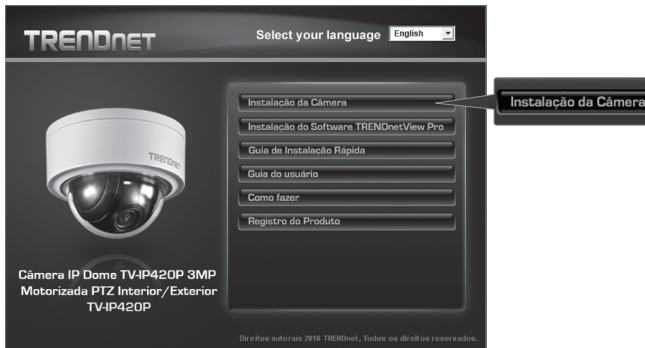 TRENDnet
Select your language English
Instalação da Câmera
Instalação do Software TRENDnetView Pro
Guia de Instalação Rápida
Guia do usuário
Como fazer
Registro do Produto
Instalação da Câmera
TRENDnet
Câmera IP Dome TV-IP420P 3MP
Motorizada PTZ Interior/Exterior
TV-IP420P
Direitos autorais 2016 TRENDnet, Todos os direitos reservados.